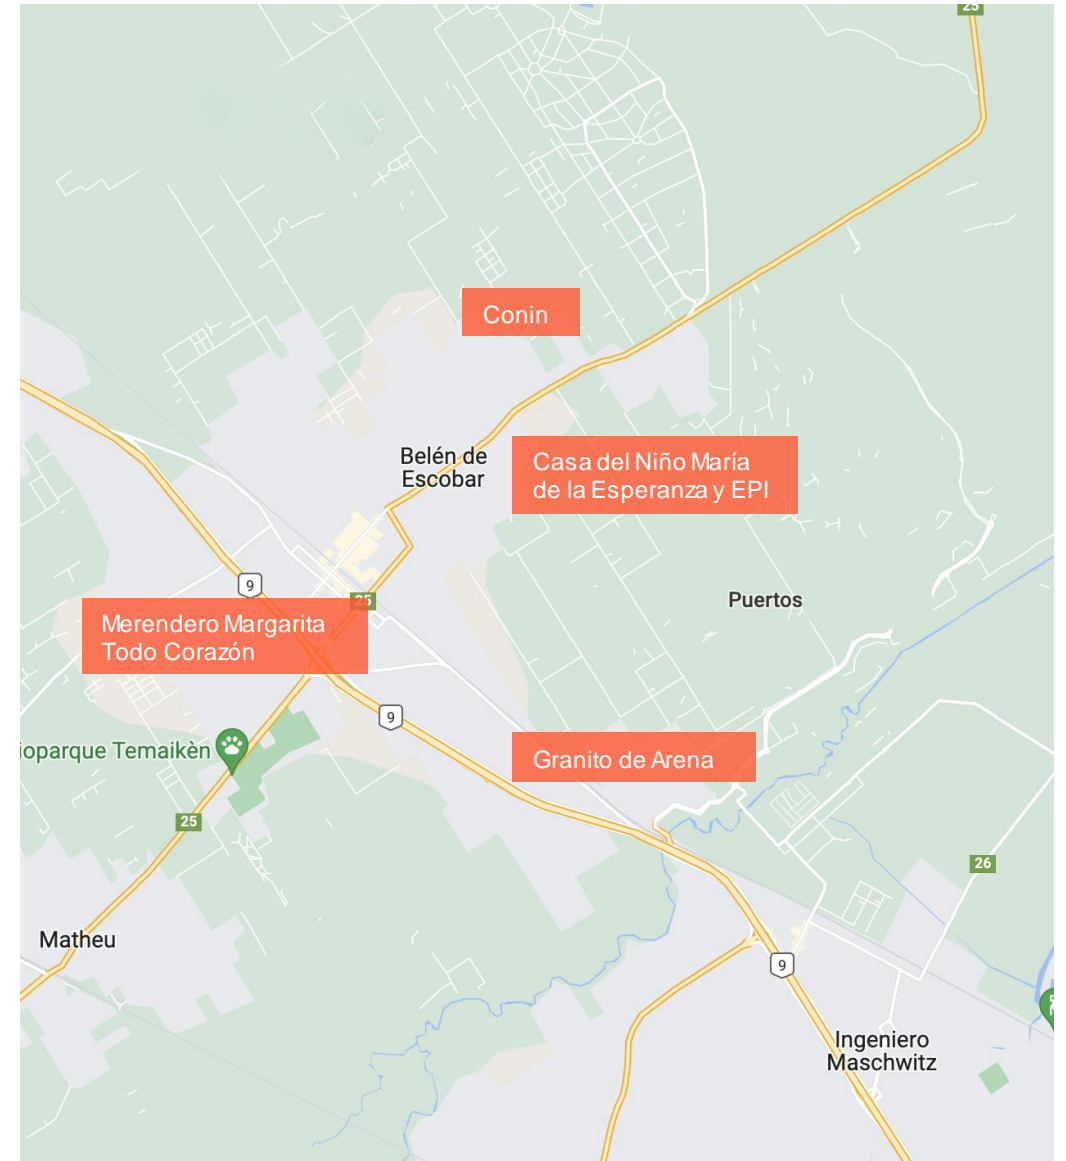 25
Conin
Belén de
Escobar
Casa del Niño María
de la Esperanza y EPI
9
25
Puertos
Merendero Margarita
Todo Corazón
9
ioparque Temaikèn
Granito de Arena
25
26
Matheu
9
Ingeniero
Maschwitz